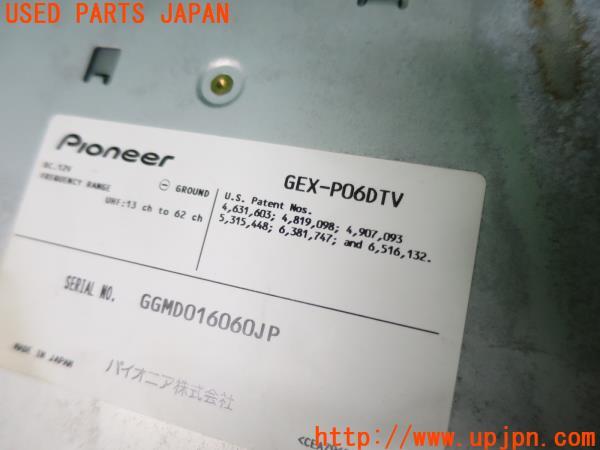 USED PARTS JAPAN
Pioneer
DC.12V
FREQUENCY RANGE
GROUND
UHF:13 ch to 62 ch
GEX-P06DTV
U.S. Patent Nos.
4,631,603; 4,819,098; 4,907,093
5,315,448; 6,381,747; and 6,516,132.
SERIAL NO.
GGMD016060JP
MADE IN JAPAN
パイオニア株式会社
http://www.upjpn.com